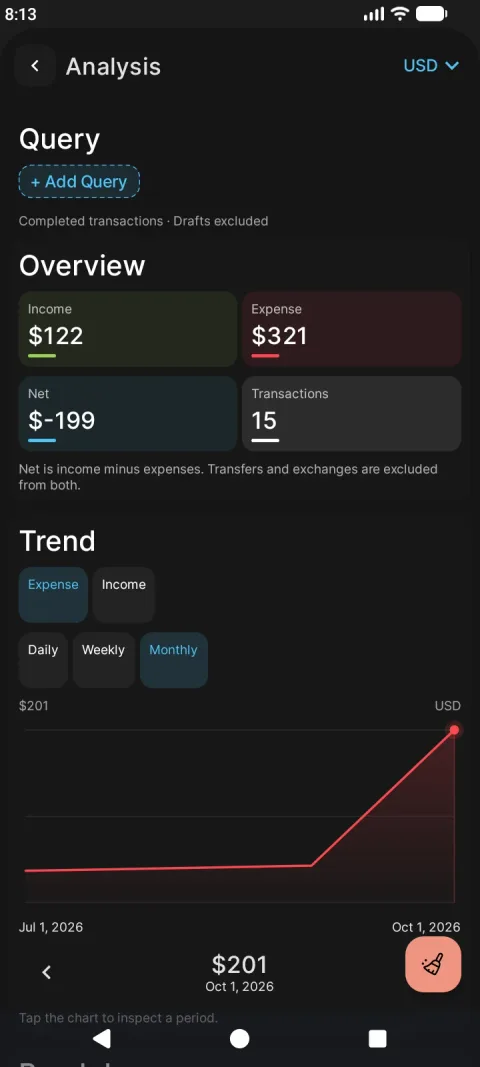 8:13
Analysis
USD
Query
+ Add Query
Completed transactions · Drafts excluded
Overview
Income
$122
Expense
$321
Net
$-199
Transactions
15
Net is income minus expenses. Transfers and exchanges are excluded
from both.
Trend
Expense
Income
Daily
Weekly
Monthly
$201
USD
Jul 1, 2026
Oct 1, 2026
$201
Oct 1, 2026
Tap the chart to inspect a period.